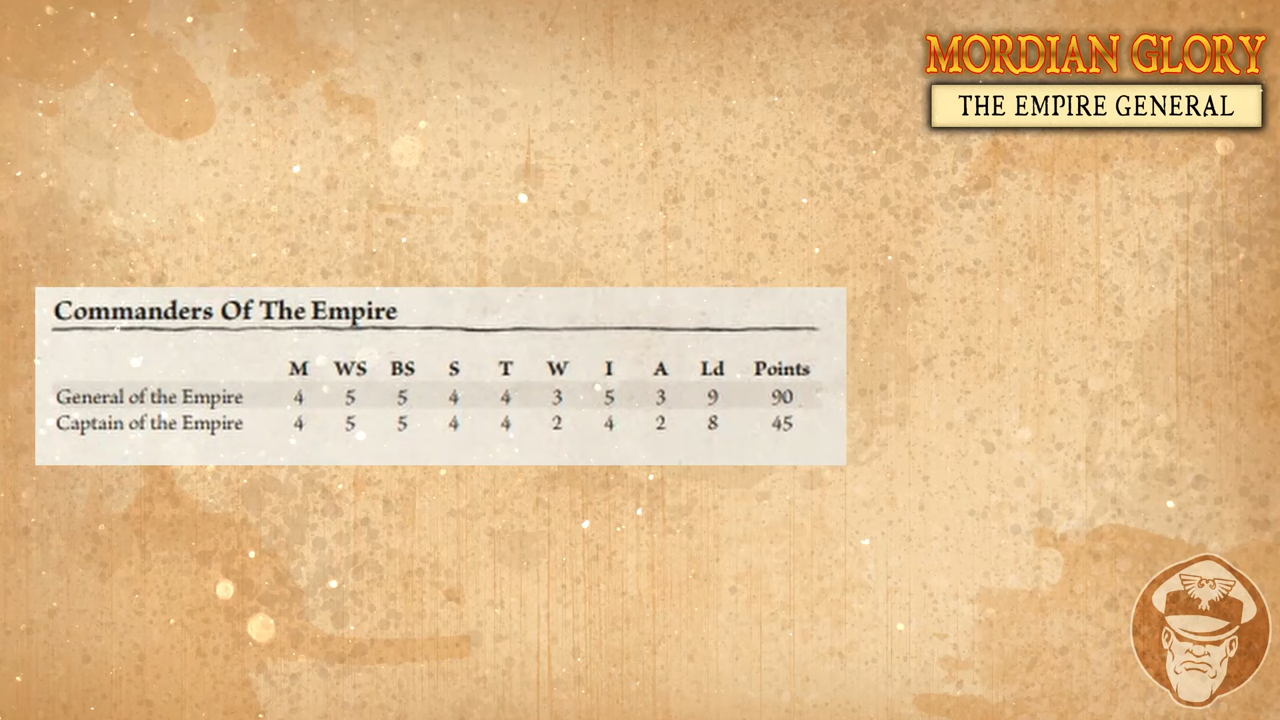 MORDIAN GLORY
THE EMPIRE GENERAL
Commanders Of The Empire
M WS BS S T W I A Ld Points
General of the Empire 4 5 5 4 4 3 5 3 9 90
Captain of the Empire 4 5 5 4 4 2 4 2 8 45